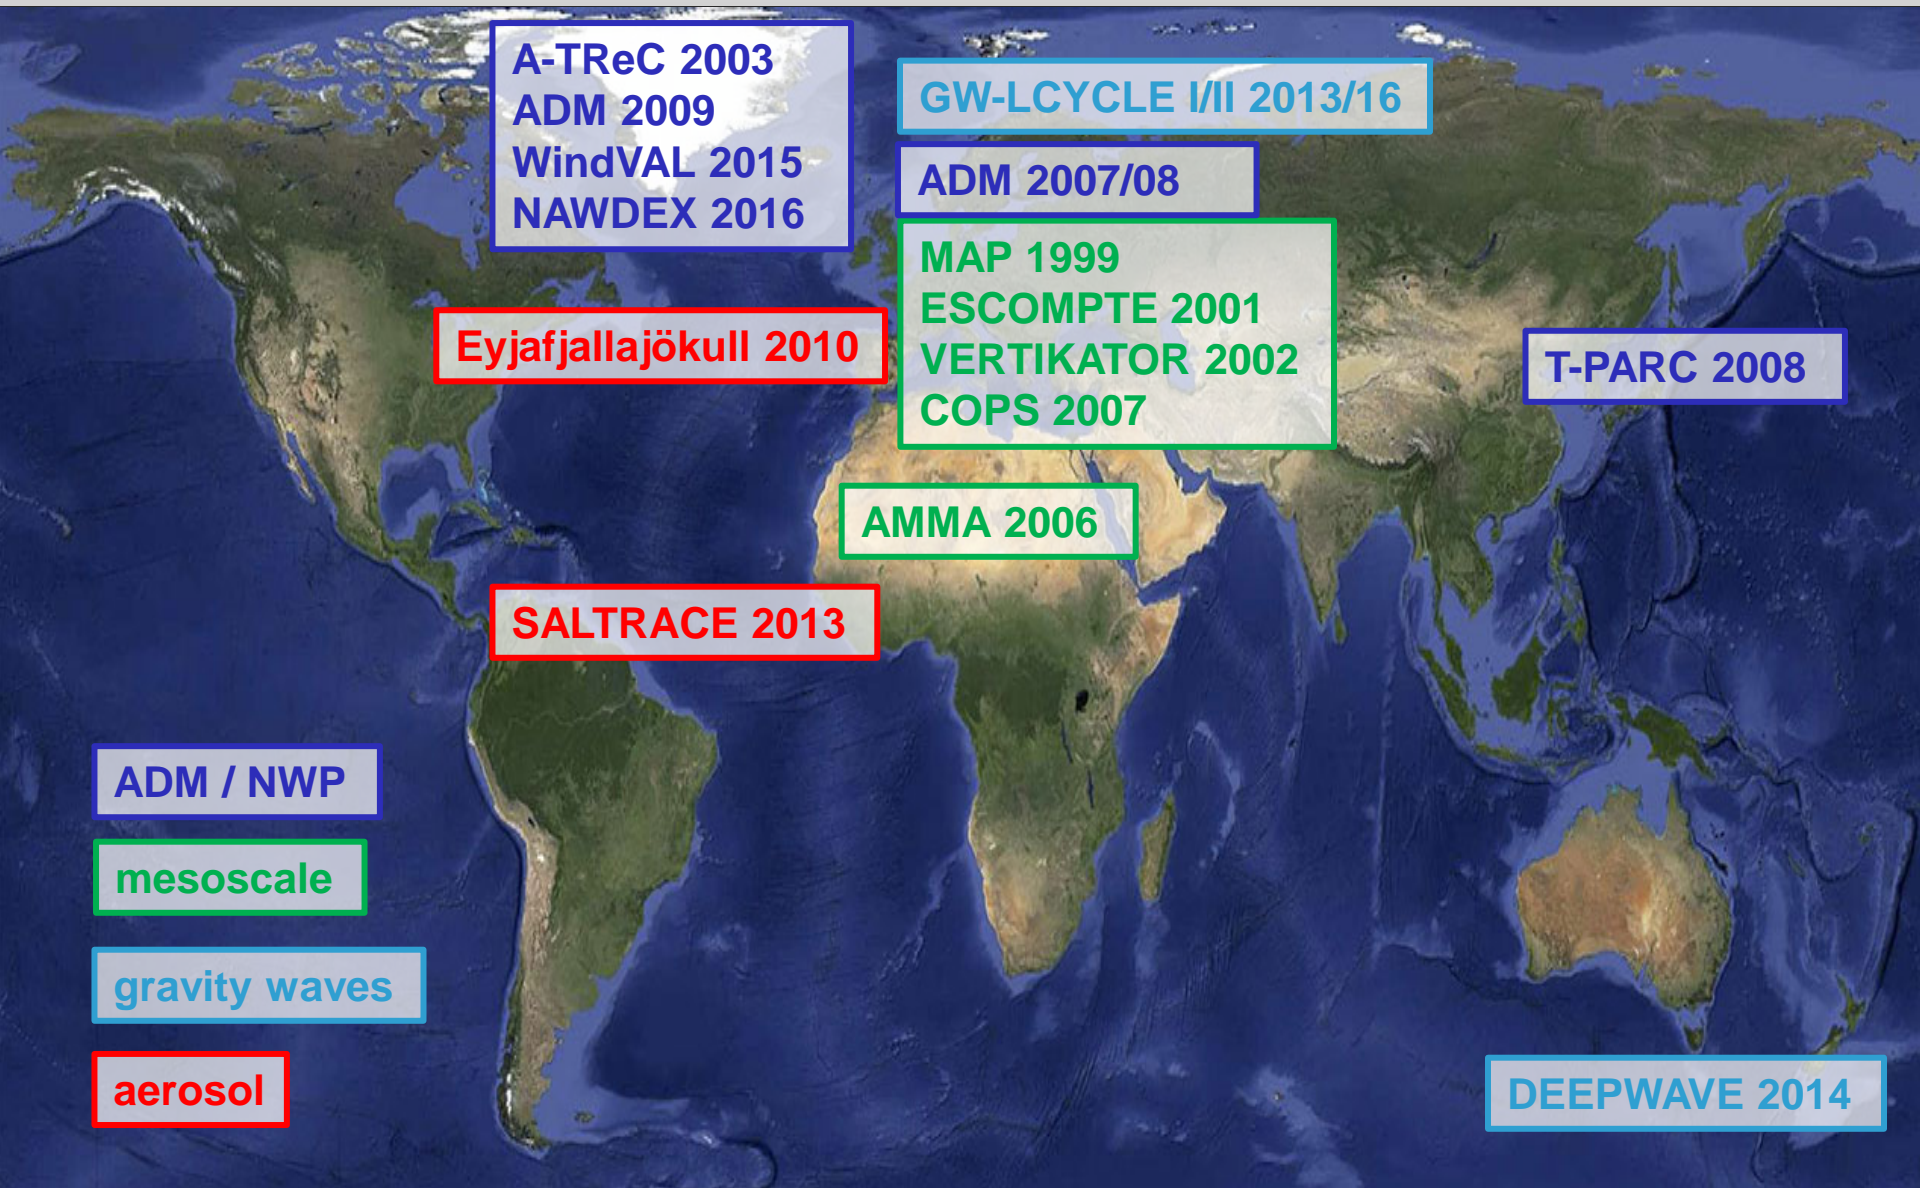 A-TReC 2003
ADM 2009
WindVAL 2015
NAWDEX 2016
GW-LCYCLE I/II 2013/16
ADM 2007/08
MAP 1999
ESCOMPTE 2001
VERTIKATOR 2002
COPS 2007
Eyjafjallajökull 2010
T-PARC 2008
AMMA 2006
SALTRACE 2013
ADM / NWP
mesoscale
gravity waves
aerosol
DEEPWAVE 2014